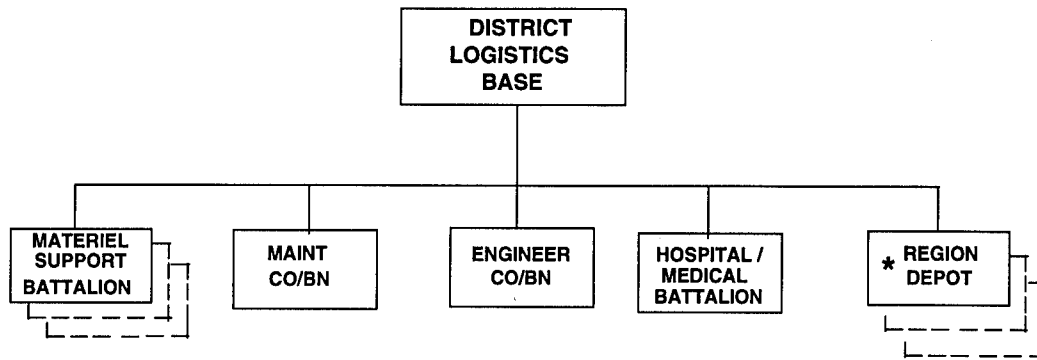 DISTRICT
LOGISTICS
BASE
MATERIEL
SUPPORT
BATTALION
MAINT
CO/BN
ENGINEER
CO/BN
HOSPITAL /
MEDICAL
BATTALION
* REGION
DEPOT